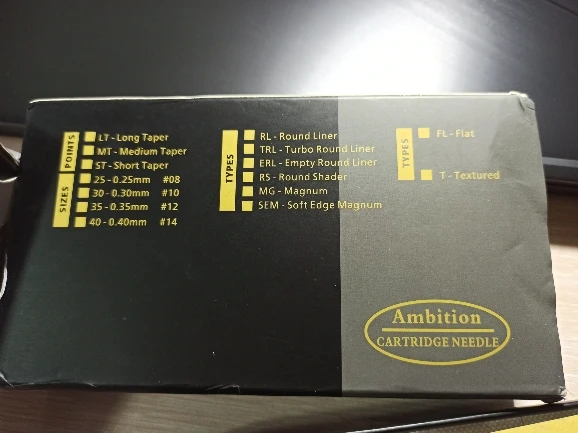 POINTS
LT - Long Taper
MT - Medium Taper
ST - Short Taper
SIZES
25 - 0.25mm #08
30 - 0.30mm #10
35 - 0.35mm #12
40 - 0.40mm #14
TYPES
RL - Round Liner
TRL - Turbo Round Liner
ERL - Empty Round Liner
RS - Round Shader
MG - Magnum
SEM - Soft Edge Magnum
TYPES
FL - Flat
T - Textured
Ambition
CARTRIDGE NEEDLE